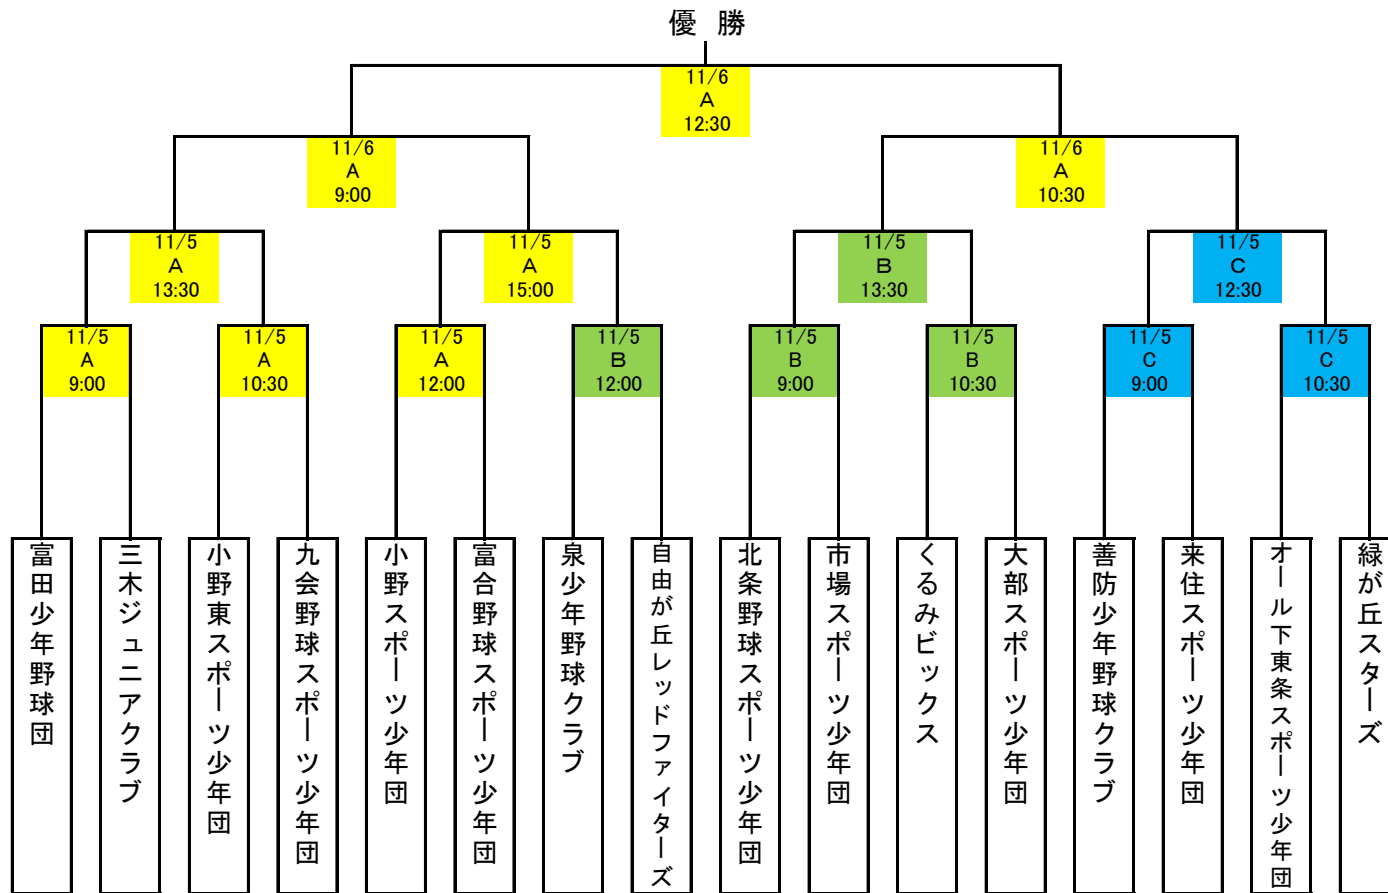 優 勝
11/6
A
12:30
11/6
A
9:00
11/6
A
10:30
11/5
A
13:30
11/5
A
15:00
11/5
B
13:30
11/5
C
12:30
11/5
A
9:00
11/5
A
10:30
11/5
A
12:00
11/5
B
12:00
11/5
B
9:00
11/5
B
10:30
11/5
C
9:00
11/5
C
10:30
富田少年野球団
三木ジュニアクラブ
小野東スポーツ少年団
九会野球スポーツ少年団
小野スポーツ少年団
富合野球スポーツ少年団
泉少年野球クラブ
自由が丘レッドファイターズ
北条野球スポーツ少年団
市場スポーツ少年団
くるみビックス
大部スポーツ少年団
善防少年野球クラブ
来住スポーツ少年団
オール下東条スポーツ少年団
緑が丘スターズ